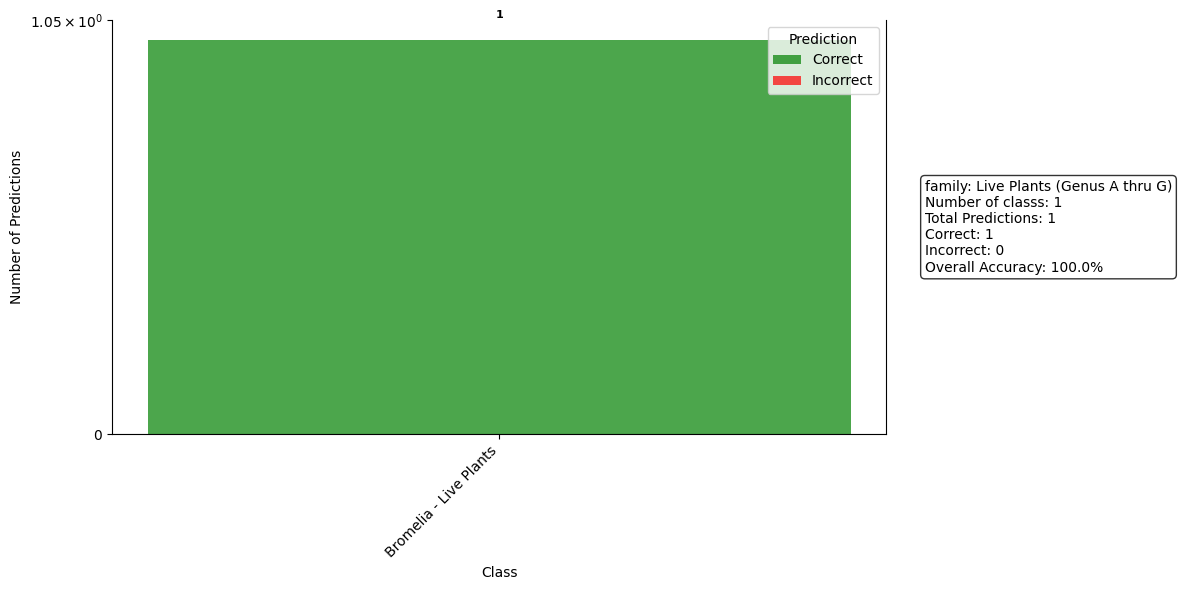 1
1.05 × 10⁰
Prediction
Correct
Incorrect
Number of Predictions
family: Live Plants (Genus A thru G)
Number of classs: 1
Total Predictions: 1
Correct: 1
Incorrect: 0
Overall Accuracy: 100.0%
0
Bromelia - Live Plants
Class